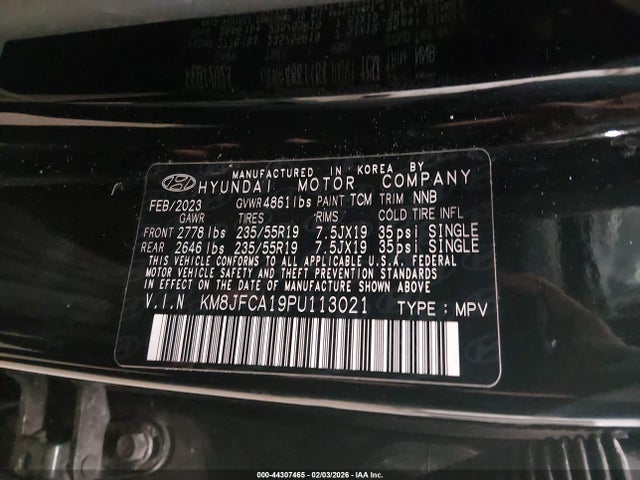 MANUFACTURED IN KOREA BY
HYUNDAI MOTOR COMPANY
FEB/2023 GVWR 4861lbs PAINT TCM TRIM NNB
GAWR TIRES RIMS COLD TIRE INFL
FRONT 2778 lbs 235/55R19 7.5JX19 35psi SINGLE
REAR 2646 lbs 235/55R19 7.5JX19 35psi SINGLE
THIS VEHICLE CONFORMS TO ALL APPLICABLE U.S.A. FEDERAL
MOTOR VEHICLE SAFETY AND THEFT PREVENTION STANDARDS
IN EFFECT ON THE DATE OF MANUFACTURE SHOWN ABOVE.
V.I.N KM8JFCA19PU113021 TYPE : MPV
000-44307465 - 02/03/2026 - IAA Inc.